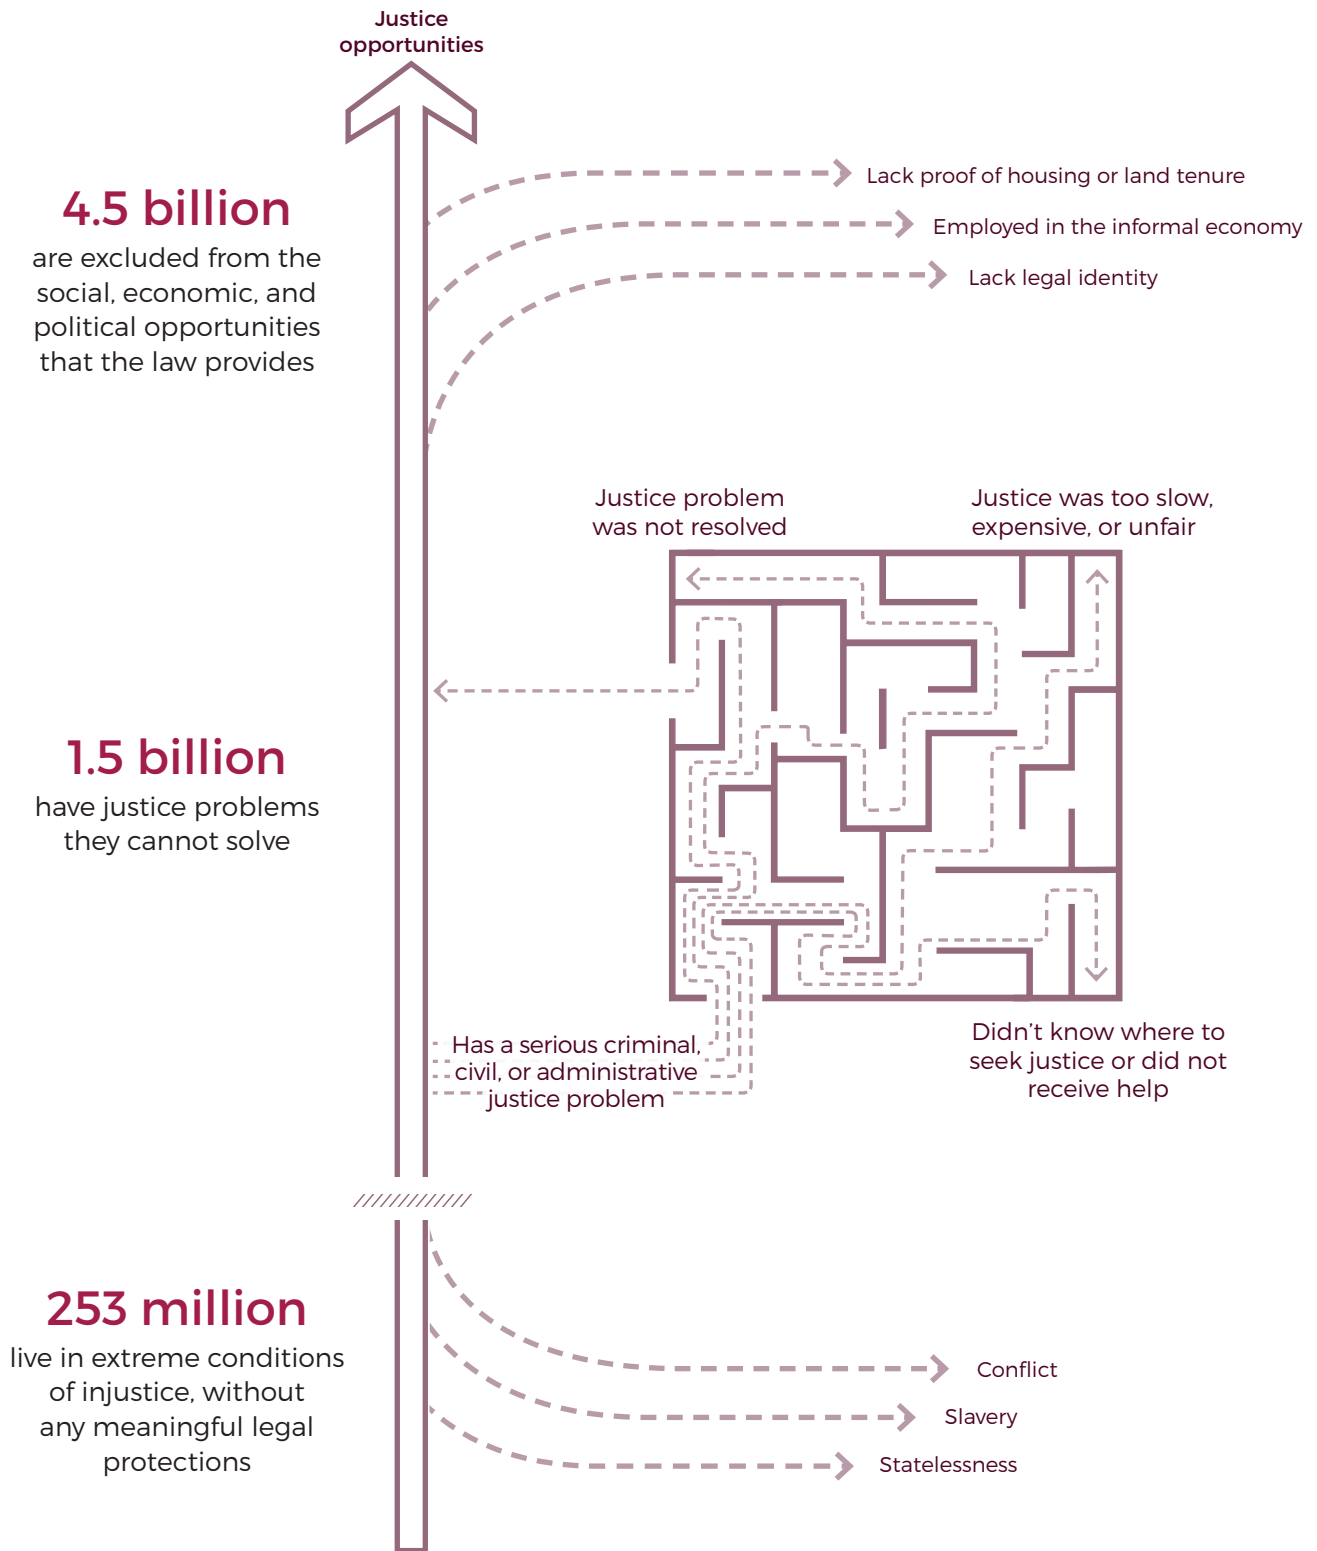 Justice
opportunities
4.5 billion
are excluded from the
social, economic, and
political opportunities
that the law provides
Lack proof of housing or land tenure
Employed in the informal economy
Lack legal identity
Justice problem
was not resolved
Justice was too slow,
expensive, or unfair
1.5 billion
have justice problems
they cannot solve
Has a serious criminal,
civil, or administrative
justice problem
Didn’t know where to
seek justice or did not
receive help
253 million
live in extreme conditions
of injustice, without
any meaningful legal
protections
Conflict
Slavery
Statelessness